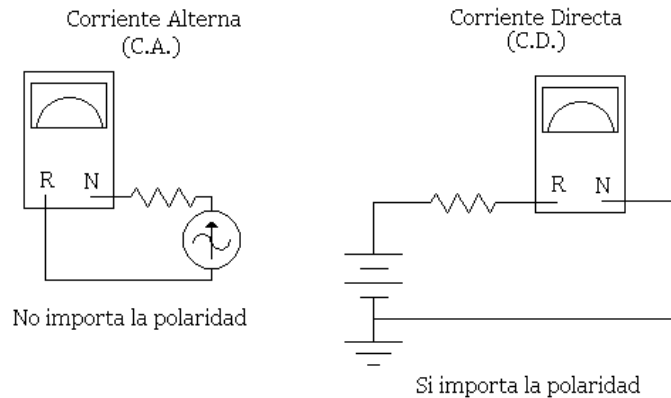 Corriente Alterna
(C.A.)
R N
No importa la polaridad
Corriente Directa
(C.D.)
R N
Si importa la polaridad